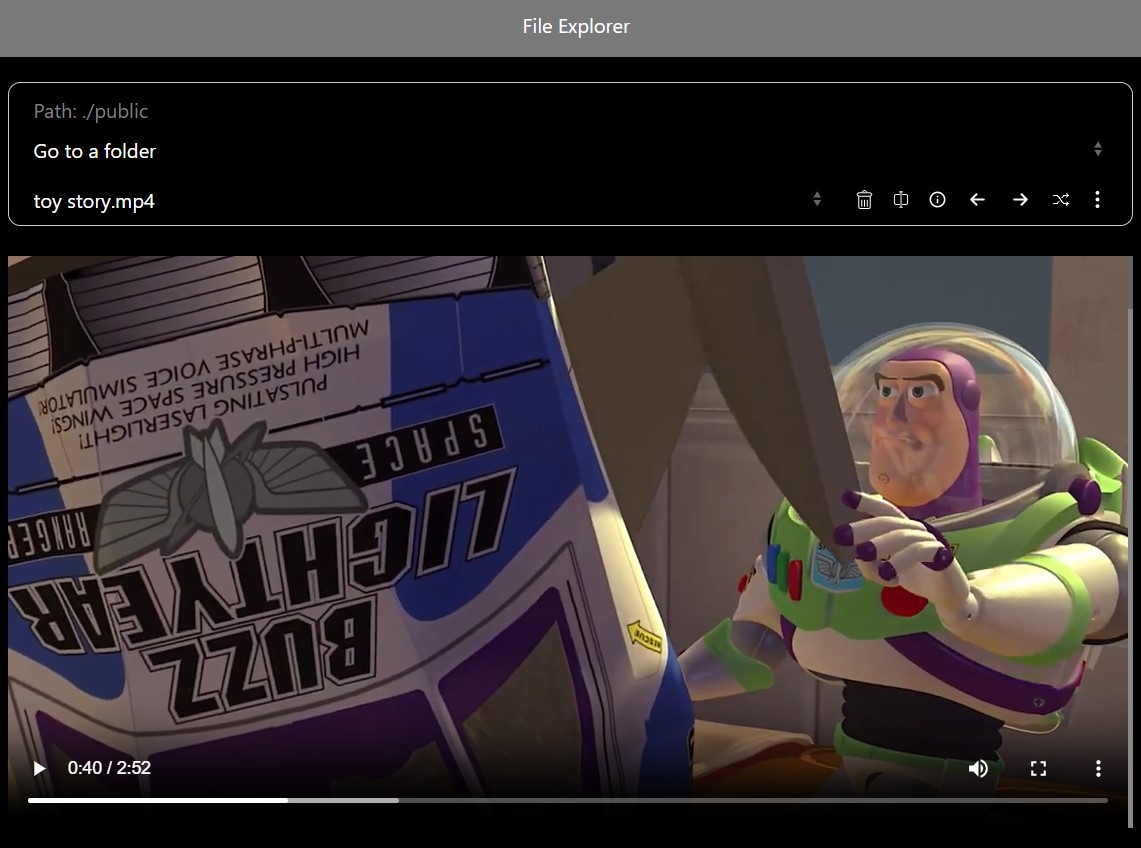 File Explorer
Path: ./public
Go to a folder
toy story.mp4
MULTI-PHRASE VOICE SIMULATOR!
HIGH PRESSURE SPACE WINGS!
PULSATING LASERLIGHT!
SPACE
RANGER
LIGHTYEAR
BUZZ
RESCUE
0:40 / 2:52